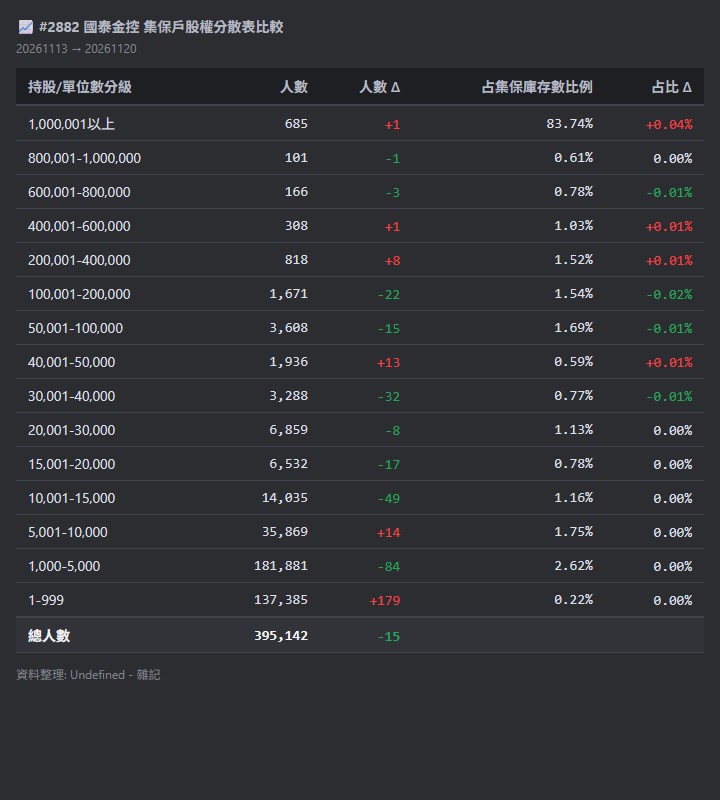 📈 #2882 國泰金控 集保戶股權分散表比較
20261113 → 20261120
持股/單位數分級 人數 人數 Δ 占集保庫存數比例 占比 Δ
1,000,001以上 685 +1 83.74% +0.04%
800,001-1,000,000 101 -1 0.61% 0.00%
600,001-800,000 166 -3 0.78% -0.01%
400,001-600,000 308 +1 1.03% +0.01%
200,001-400,000 818 +8 1.52% +0.01%
100,001-200,000 1,671 -22 1.54% -0.02%
50,001-100,000 3,608 -15 1.69% -0.01%
40,001-50,000 1,936 +13 0.59% +0.01%
30,001-40,000 3,288 -32 0.77% -0.01%
20,001-30,000 6,859 -8 1.13% 0.00%
15,001-20,000 6,532 -17 0.78% 0.00%
10,001-15,000 14,035 -49 1.16% 0.00%
5,001-10,000 35,869 +14 1.75% 0.00%
1,000-5,000 181,881 -84 2.62% 0.00%
1-999 137,385 +179 0.22% 0.00%
總人數 395,142 -15
資料整理: Undefined - 雜記